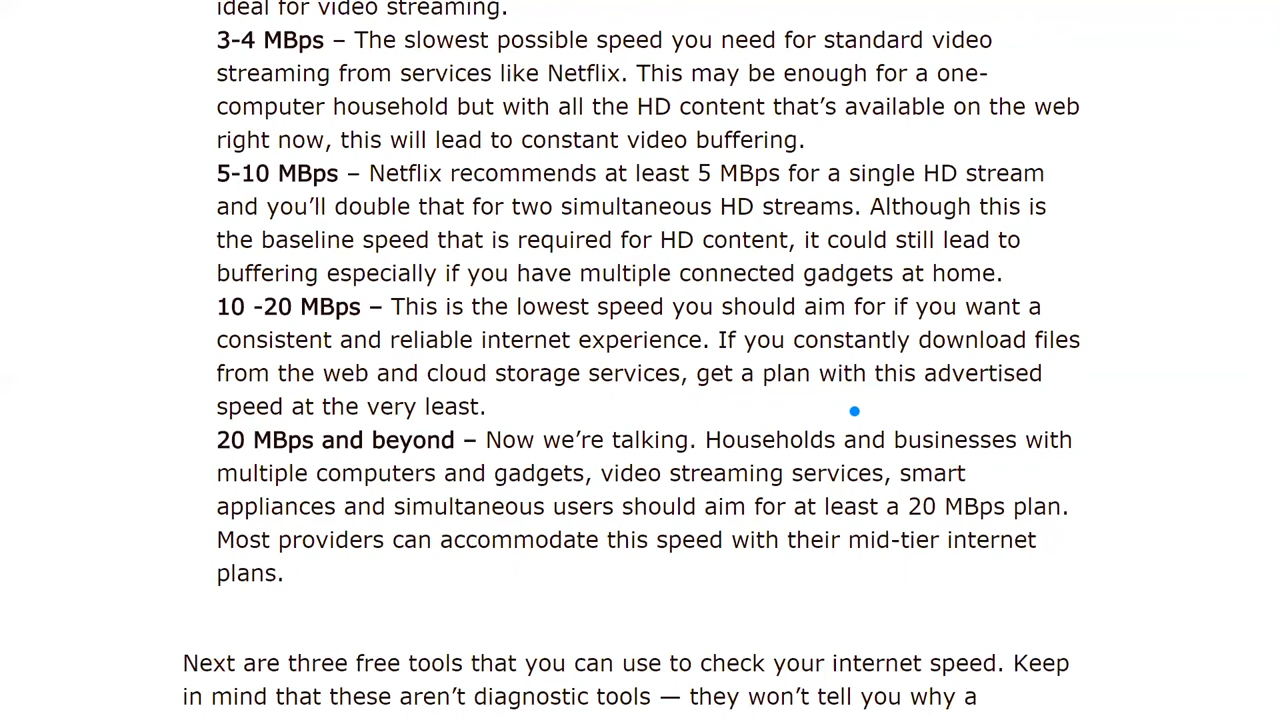 ideal for video streaming.
3-4 MBps – The slowest possible speed you need for standard video
streaming from services like Netflix. This may be enough for a one-
computer household but with all the HD content that’s available on the web
right now, this will lead to constant video buffering.
5-10 MBps – Netflix recommends at least 5 MBps for a single HD stream
and you’ll double that for two simultaneous HD streams. Although this is
the baseline speed that is required for HD content, it could still lead to
buffering especially if you have multiple connected gadgets at home.
10 -20 MBps – This is the lowest speed you should aim for if you want a
consistent and reliable internet experience. If you constantly download files
from the web and cloud storage services, get a plan with this advertised
speed at the very least.
20 MBps and beyond – Now we’re talking. Households and businesses with
multiple computers and gadgets, video streaming services, smart
appliances and simultaneous users should aim for at least a 20 MBps plan.
Most providers can accommodate this speed with their mid-tier internet
plans.
Next are three free tools that you can use to check your internet speed. Keep
in mind that these aren’t diagnostic tools — they won’t tell you why a